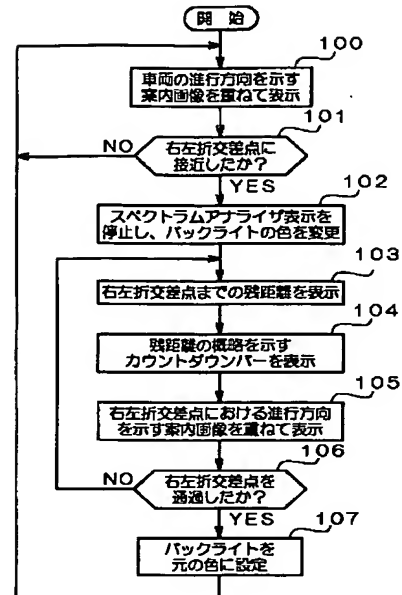 開 始
100
車両の進行方向を示す
案内画像を重ねて表示
101
右左折交差点に
接近したか？
NO
YES
102
スペクトラムアナライザ表示を
停止し、バックライトの色を変更
103
右左折交差点までの残距離を表示
104
残距離の概略を示す
カウントダウンバーを表示
105
右左折交差点における進行方向
を示す案内画像を重ねて表示
106
右左折交差点を
通過したか？
NO
YES
107
バックライトを
元の色に設定